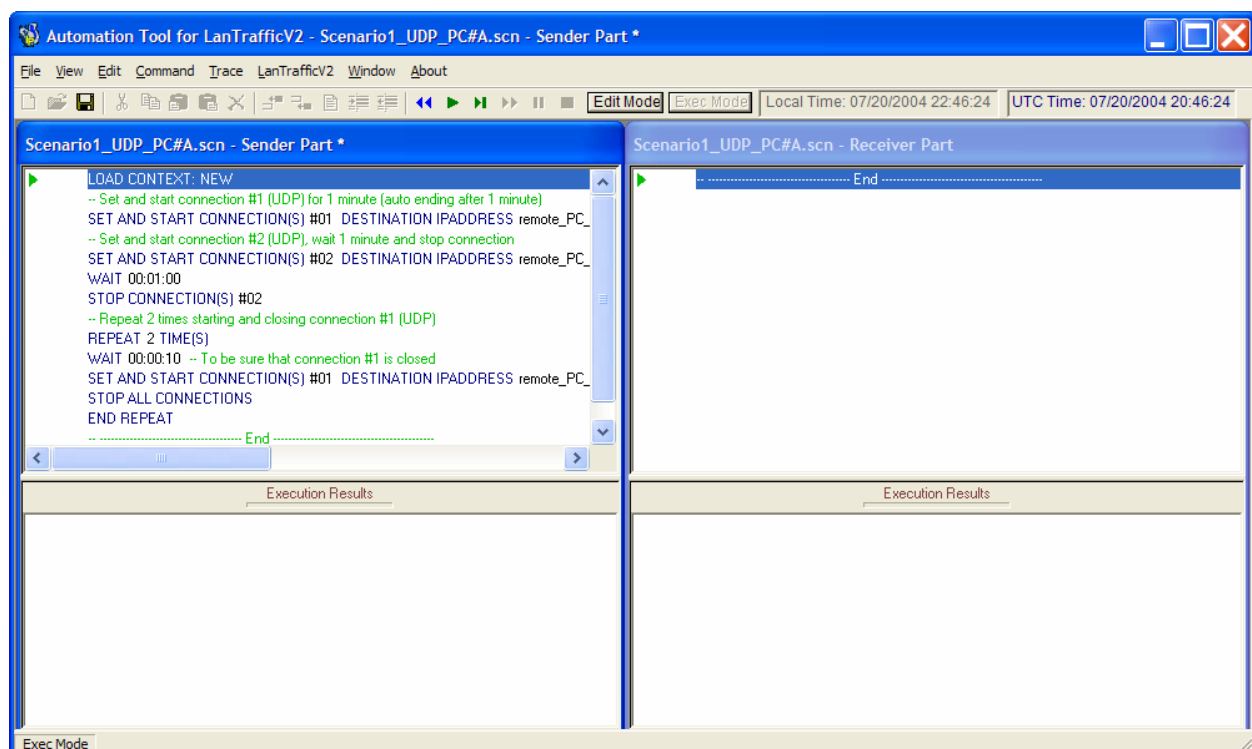 Automation Tool for LanTrafficV2 - Scenario1_UDP_PC#A.scn - Sender Part *
File View Edit Command Trace LanTrafficV2 Window About
Edit Mode Exec Mode Local Time: 07/20/2004 22:46:24 UTC Time: 07/20/2004 20:46:24
Scenario1_UDP_PC#A.scn - Sender Part *
LOAD CONTEXT: NEW
-- Set and start connection #1 (UDP) for 1 minute (auto ending after 1 minute)
SET AND START CONNECTION(S) #01 DESTINATION IPADDRESS remote_PC_
-- Set and start connection #2 (UDP), wait 1 minute and stop connection
SET AND START CONNECTION(S) #02 DESTINATION IPADDRESS remote_PC_
WAIT 00:01:00
STOP CONNECTION(S) #02
-- Repeat 2 times starting and closing connection #1 (UDP)
REPEAT 2 TIME(S)
WAIT 00:00:10 -- To be sure that connection #1 is closed
SET AND START CONNECTION(S) #01 DESTINATION IPADDRESS remote_PC_
STOP ALL CONNECTIONS
END REPEAT
-- -------------------------------------- End -------------------------------------------
Execution Results
Scenario1_UDP_PC#A.scn - Receiver Part
-- -------------------------------------- End -------------------------------------------
Execution Results
Exec Mode